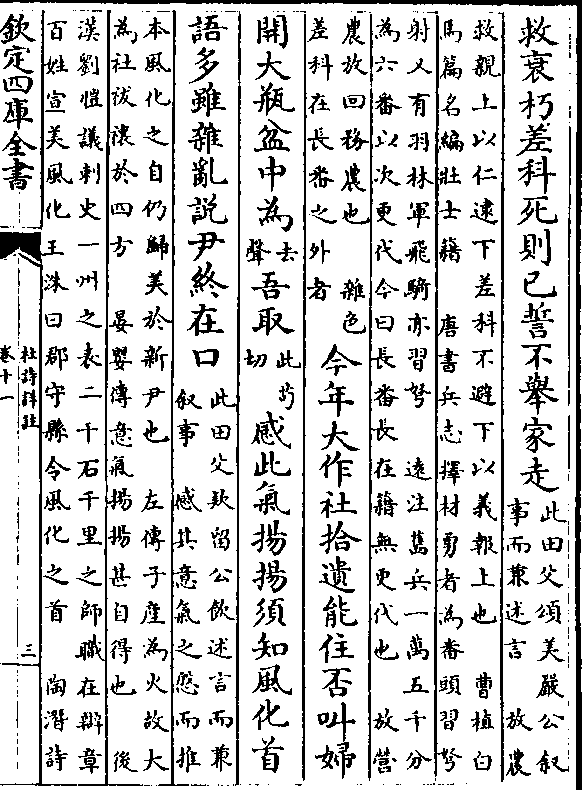 救衰朽差科死則已誓不舉家走此田父頌美嚴公叙
事而兼述言 放農
救親上以仁逮下差科不避下以義報上也 曹植白
馬篇名編壯士籍 唐書兵志擇材勇者為番頭習弩
射又有羽林軍飛騎亦習弩 遠注舊兵一萬五千分
為六番以次更代今曰長番長在籍無更代也 放營
農放回務農也 雜色
差科在長番之外者
今年大作社拾遺能住否叫婦
開大瓶盆中為去聲吾取此苟切感此氣揚揚須知風化首
語多雖雜亂說尹終在口此田父欵留公飲述言而兼
叙事 感其意氣之慇而推
本風化之自仍歸美於新尹也 左傳子產為火故大
為社祓禳於四方 晏嬰傳意氣揚揚甚自得也 後
漢劉愷議刺史一州之表二千石千里之師職在辯章
百姓宣美風化王洙曰郡守縣令風化之首 陶潛詩
欽定四庫全書
杜詩詳註
卷十一
三